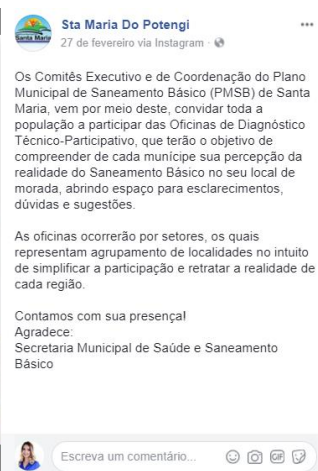 Sta Maria Do Potengi
27 de fevereiro via Instagram ·
Santa Maria
Os Comitês Executivo e de Coordenação do Plano
Municipal de Saneamento Básico (PMSB) de Santa
Maria, vem por meio deste, convidar toda a
população a participar das Oficinas de Diagnóstico
Técnico-Participativo, que terão o objetivo de
compreender de cada munícipe sua percepção da
realidade do Saneamento Básico no seu local de
morada, abrindo espaço para esclarecimentos,
dúvidas e sugestões.
As oficinas ocorrerão por setores, os quais
representam agrupamento de localidades no intuito
de simplificar a participação e retratar a realidade de
cada região.
Contamos com sua presença!
Agradece:
Secretaria Municipal de Saúde e Saneamento
Básico
Escreva um comentário...
GIF